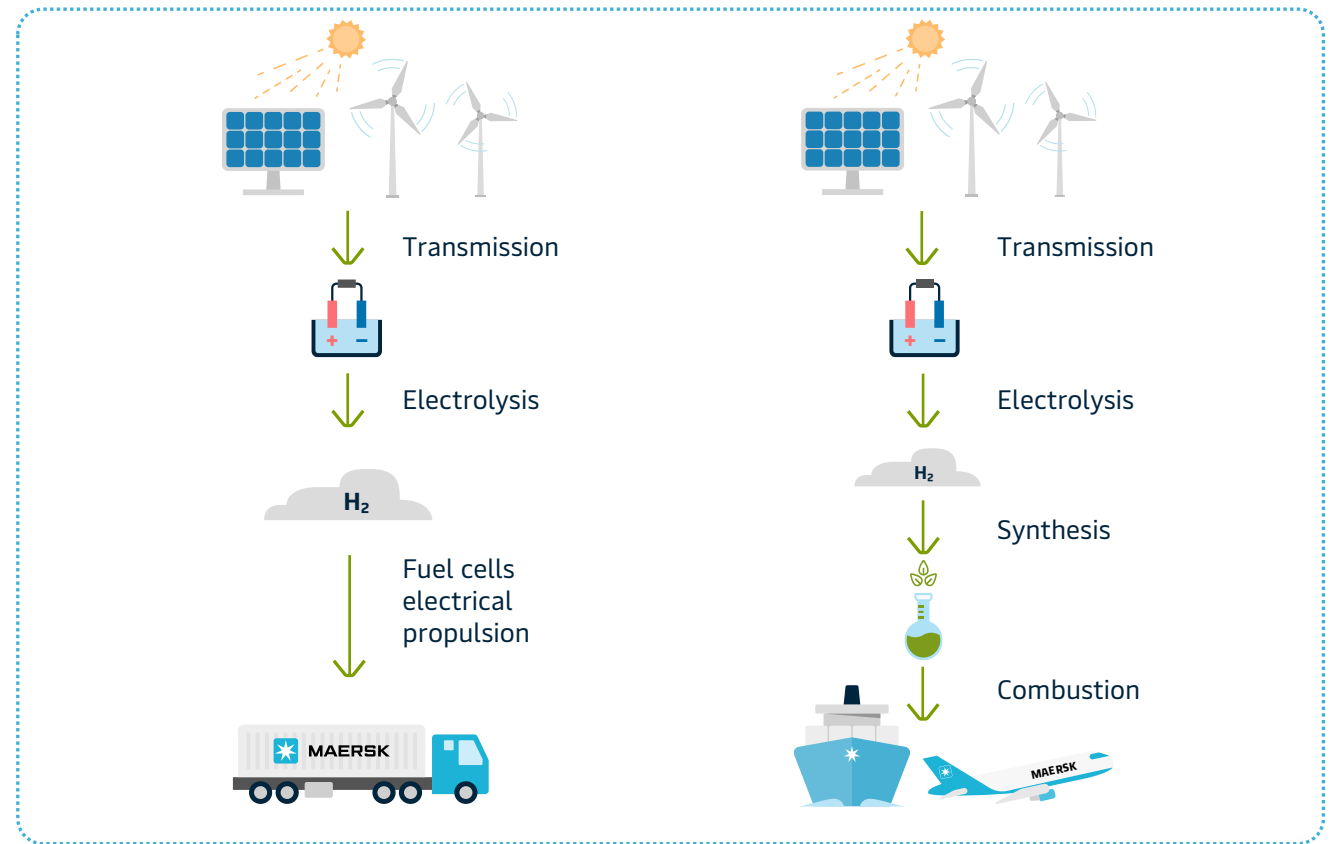 Transmission
+ −
Electrolysis
H₂
Fuel cells
electrical
propulsion
MAERSK
Transmission
+ −
Electrolysis
H₂
Synthesis
Combustion
MAERSK